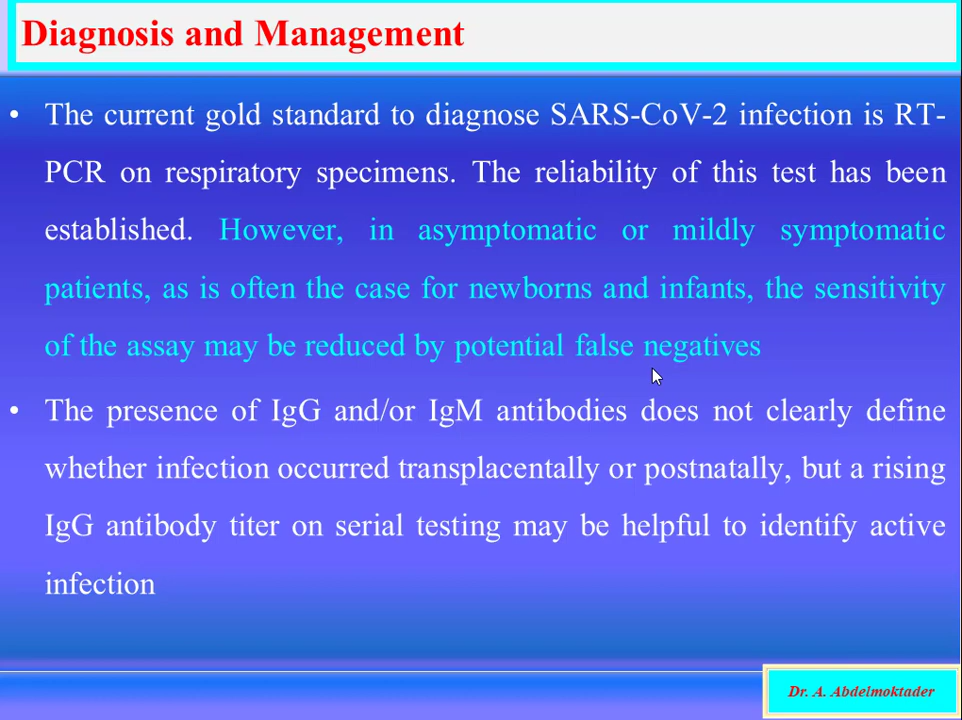 Diagnosis and Management
• The current gold standard to diagnose SARS-CoV-2 infection is RT-
PCR on respiratory specimens. The reliability of this test has been
established. However, in asymptomatic or mildly symptomatic
patients, as is often the case for newborns and infants, the sensitivity
of the assay may be reduced by potential false negatives
• The presence of IgG and/or IgM antibodies does not clearly define
whether infection occurred transplacentally or postnatally, but a rising
IgG antibody titer on serial testing may be helpful to identify active
infection
Dr. A. Abdelmoktader